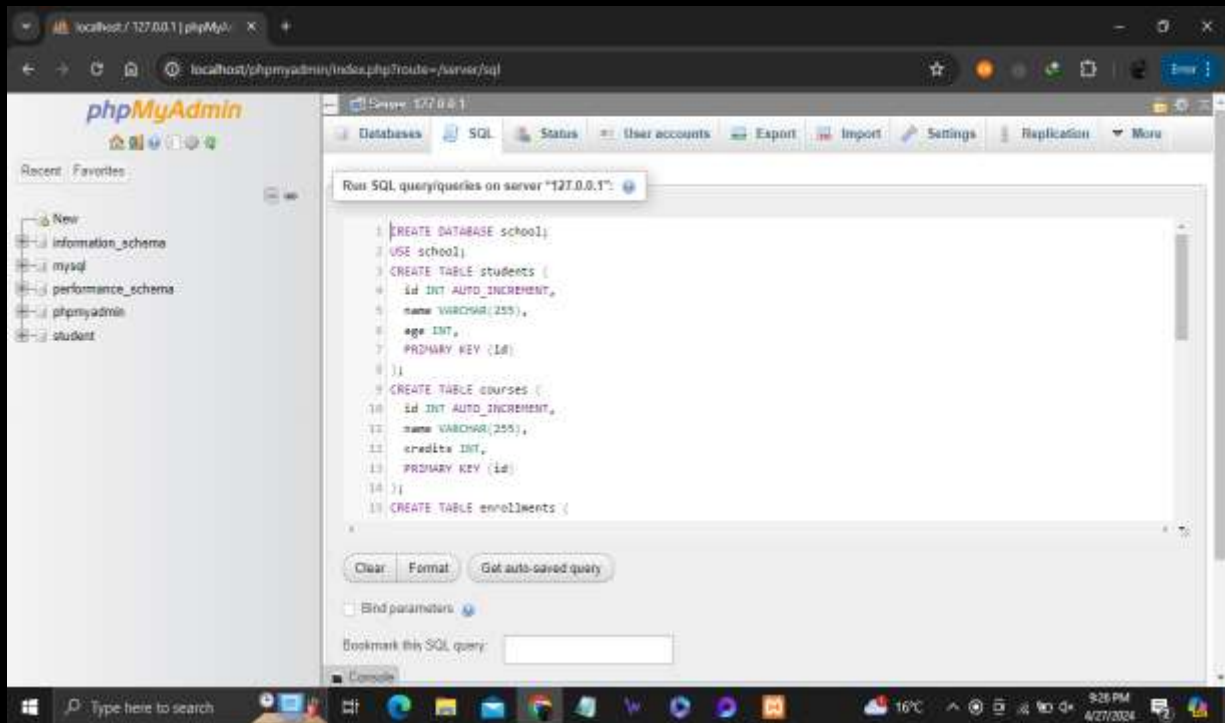 localhost / 127.0.0.1 | phpMyA
localhost/phpmyadmin/index.php?route=/server/sql
Error
phpMyAdmin
Recent Favorites
New
information_schema
mysql
performance_schema
phpmyadmin
student
Server: 127.0.0.1
Databases SQL Status User accounts Export Import Settings Replication More
Run SQL query/queries on server "127.0.0.1":
1 CREATE DATABASE school;
2 USE school;
3 CREATE TABLE students (
4 id INT AUTO_INCREMENT,
5 name VARCHAR(255),
6 age INT,
7 PRIMARY KEY (id)
8 );
9 CREATE TABLE courses (
10 id INT AUTO_INCREMENT,
11 name VARCHAR(255),
12 credits INT,
13 PRIMARY KEY (id)
14 );
15 CREATE TABLE enrollments (
Clear Format Get auto-saved query
Bind parameters
Bookmark this SQL query:
Console
Type here to search
16°C
9:26 PM
4/27/2024